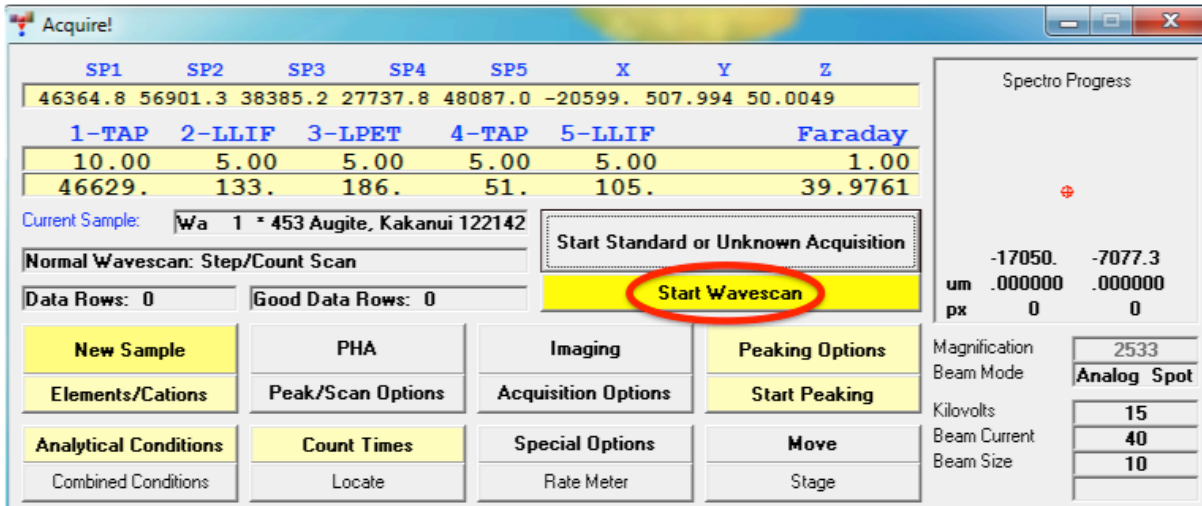 Acquire!
SP1 SP2 SP3 SP4 SP5 X Y Z
46364.8 56901.3 38385.2 27737.8 48087.0 -20599. 507.994 50.0049
1-TAP 2-LLIF 3-LPET 4-TAP 5-LLIF Faraday
10.00 5.00 5.00 5.00 5.00 1.00
46629. 133. 186. 51. 105. 39.9761
Current Sample: Wa 1 * 453 Augite, Kakanui 122142
Normal Wavescan: Step/Count Scan
Data Rows: 0 Good Data Rows: 0
Start Standard or Unknown Acquisition
Start Wavescan
New Sample PHA Imaging Peaking Options
Elements/Cations Peak/Scan Options Acquisition Options Start Peaking
Analytical Conditions Count Times Special Options Move
Combined Conditions Locate Rate Meter Stage
Spectro Progress
-17050. -7077.3
um .000000 .000000
px 0 0
Magnification 2533
Beam Mode Analog Spot
Kilovolts 15
Beam Current 40
Beam Size 10